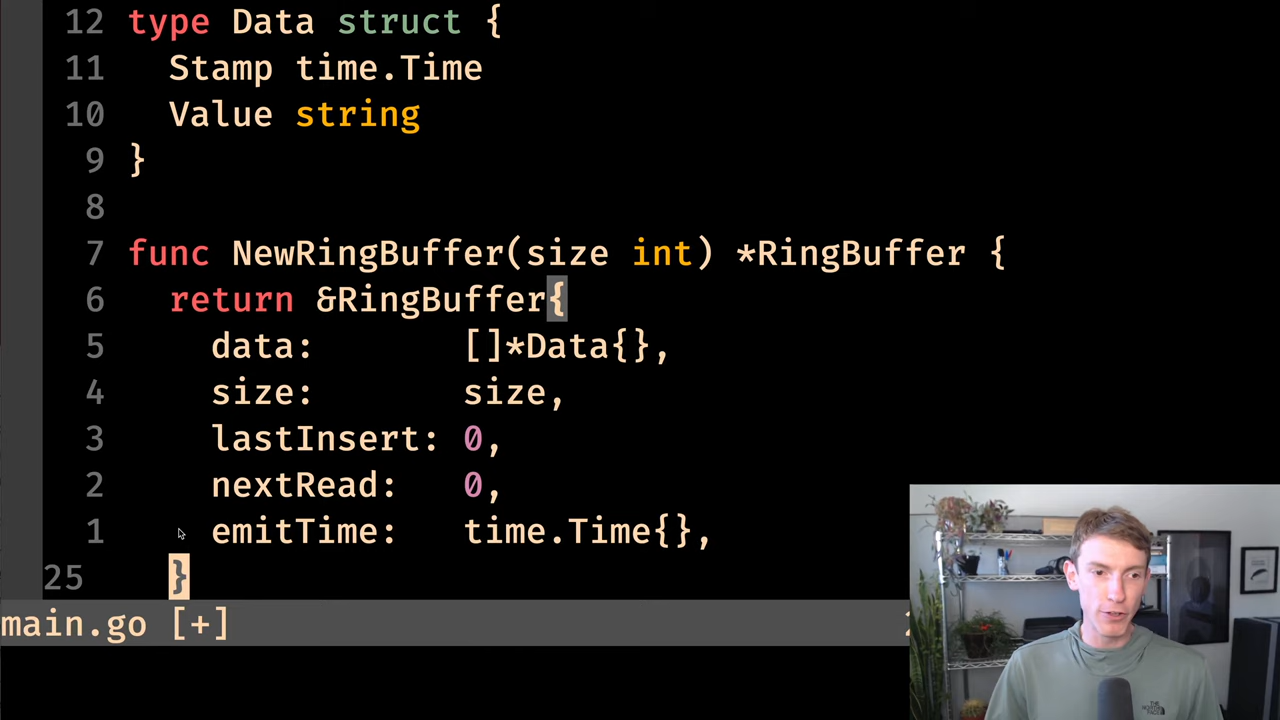 12 type Data struct {
11 Stamp time.Time
10 Value string
9 }
8
7 func NewRingBuffer(size int) *RingBuffer {
6 return &RingBuffer{
5 data: []*Data{},
4 size: size,
3 lastInsert: 0,
2 nextRead: 0,
1 emitTime: time.Time{},
25 }
main.go [+]